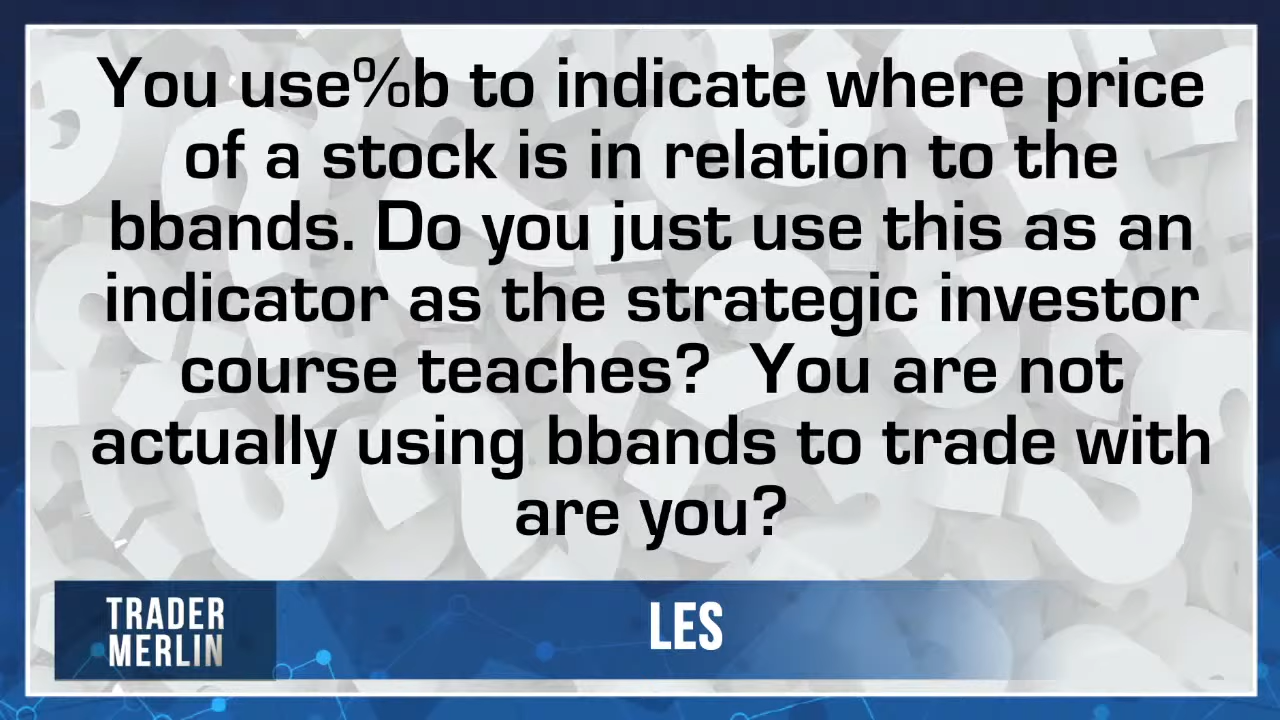 You use%b to indicate where price
of a stock is in relation to the
bbands. Do you just use this as an
indicator as the strategic investor
course teaches?  You are not
actually using bbands to trade with
are you?
TRADER
MERLIN
LES